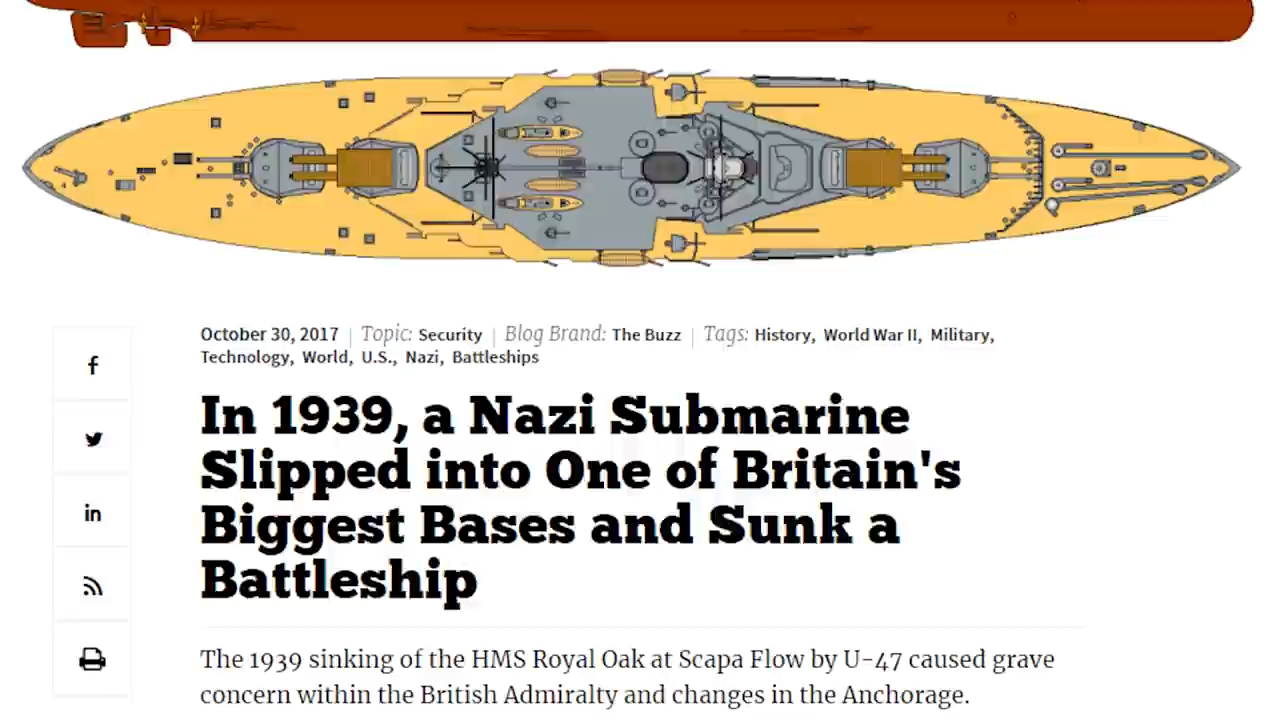 October 30, 2017 | Topic: Security | Blog Brand: The Buzz | Tags: History, World War II, Military,
Technology, World, U.S., Nazi, Battleships
In 1939, a Nazi Submarine
Slipped into One of Britain's
Biggest Bases and Sunk a
Battleship
The 1939 sinking of the HMS Royal Oak at Scapa Flow by U-47 caused grave
concern within the British Admiralty and changes in the Anchorage.